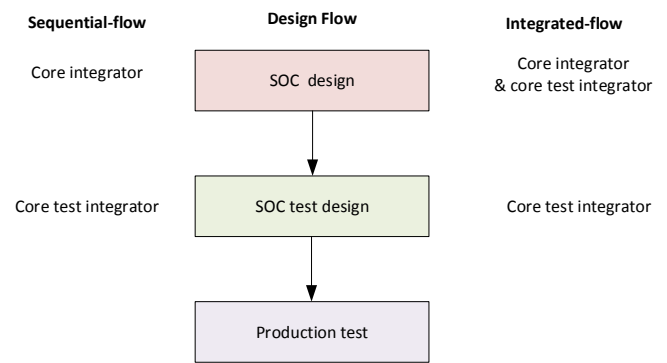 Sequential-flow
Design Flow
Integrated-flow
Core integrator
SOC design
Core integrator
& core test integrator
Core test integrator
SOC test design
Core test integrator
Production test